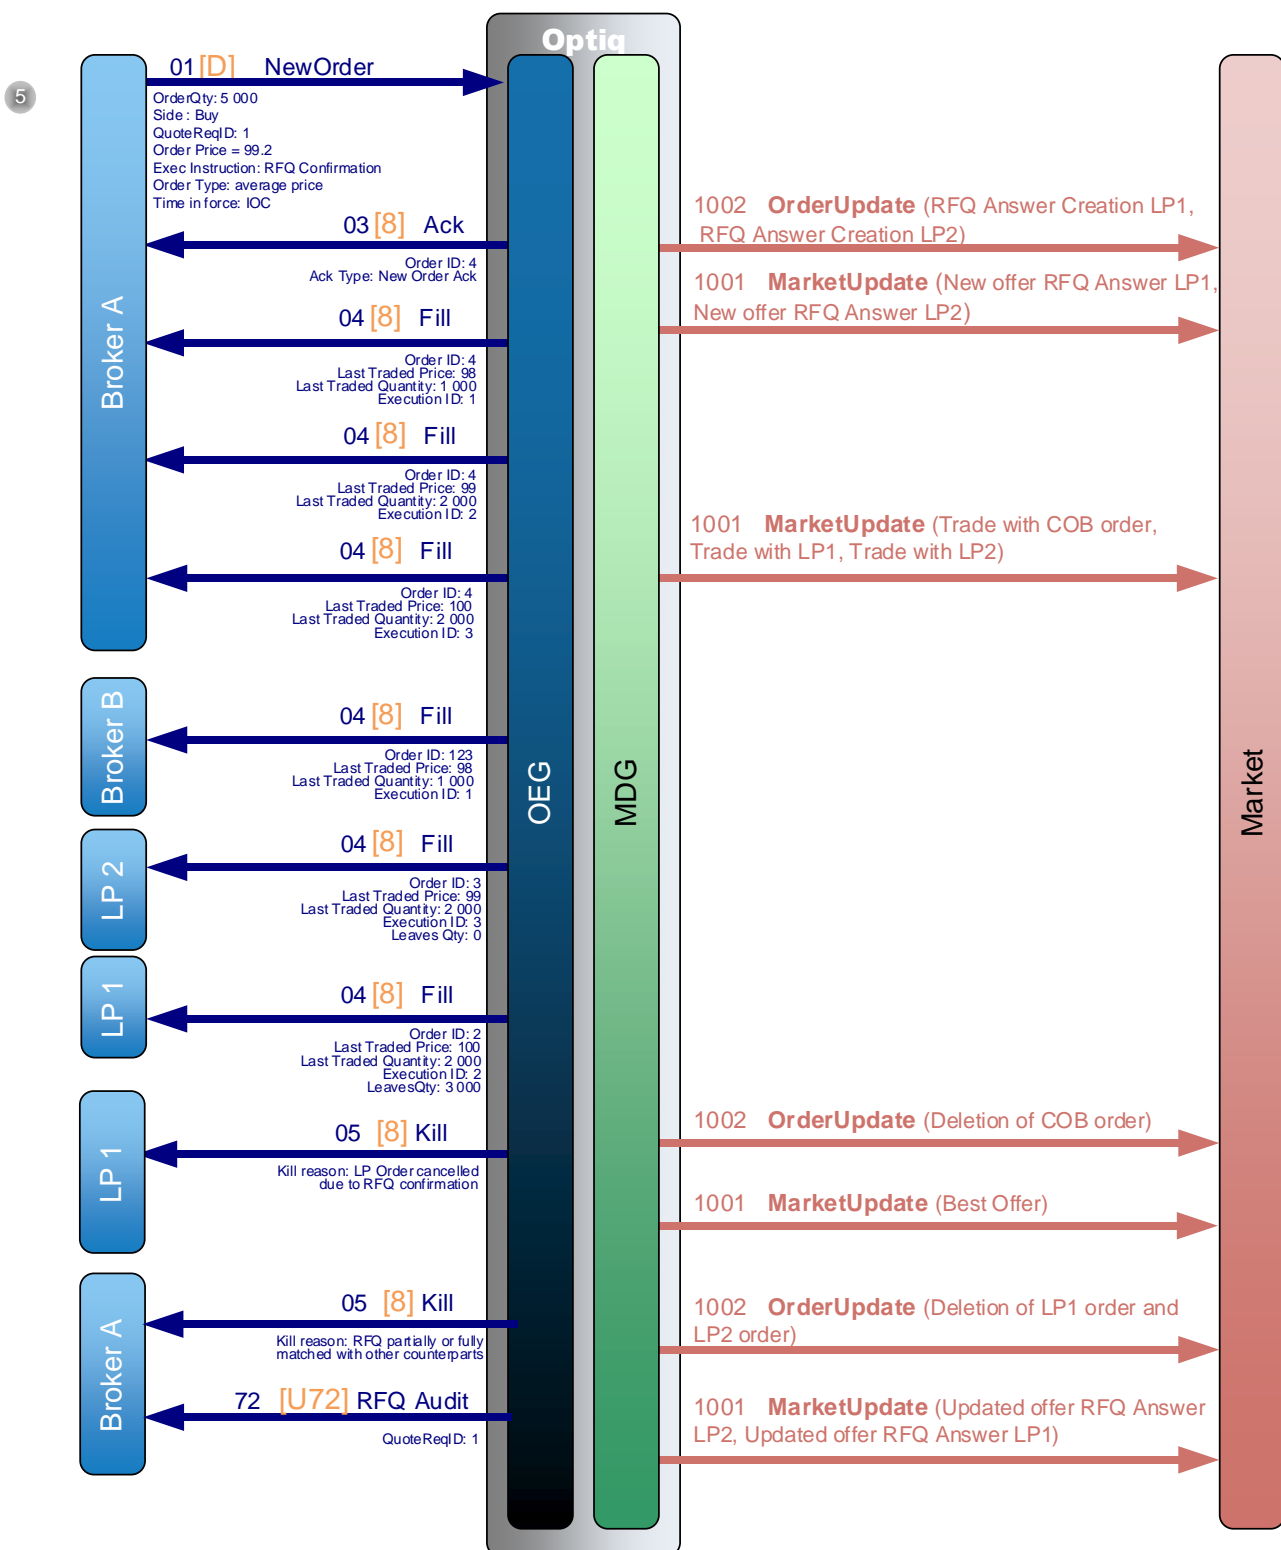 Optiq
5
01 [D] NewOrder
OrderQty: 5 000
Side : Buy
QuoteReqID: 1
Order Price = 99.2
Exec Instruction: RFQ Confirmation
Order Type: average price
Time in force: IOC
03 [8] Ack
Order ID: 4
Ack Type: New Order Ack
04 [8] Fill
Order ID: 4
Last Traded Price: 98
Last Traded Quantity: 1 000
Execution ID: 1
04 [8] Fill
Order ID: 4
Last Traded Price: 99
Last Traded Quantity: 2 000
Execution ID: 2
04 [8] Fill
Order ID: 4
Last Traded Price: 100
Last Traded Quantity: 2 000
Execution ID: 3
Broker A
04 [8] Fill
Order ID: 123
Last Traded Price: 98
Last Traded Quantity: 1 000
Execution ID: 1
Broker B
04 [8] Fill
Order ID: 3
Last Traded Price: 99
Last Traded Quantity: 2 000
Execution ID: 3
Leaves Qty: 0
LP 2
04 [8] Fill
Order ID: 2
Last Traded Price: 100
Last Traded Quantity: 2 000
Execution ID: 2
LeavesQty: 3 000
LP 1
05 [8] Kill
Kill reason: LP Order cancelled
due to RFQ confirmation
LP 1
05 [8] Kill
Kill reason: RFQ partially or fully
matched with other counterparts
72 [U72] RFQ Audit
QuoteReqID: 1
Broker A
OEG
MDG
1002 OrderUpdate (RFQ Answer Creation LP1,
RFQ Answer Creation LP2)
1001 MarketUpdate (New offer RFQ Answer LP1,
New offer RFQ Answer LP2)
1001 MarketUpdate (Trade with COB order,
Trade with LP1, Trade with LP2)
1002 OrderUpdate (Deletion of COB order)
1001 MarketUpdate (Best Offer)
1002 OrderUpdate (Deletion of LP1 order and
LP2 order)
1001 MarketUpdate (Updated offer RFQ Answer
LP2, Updated offer RFQ Answer LP1)
Market